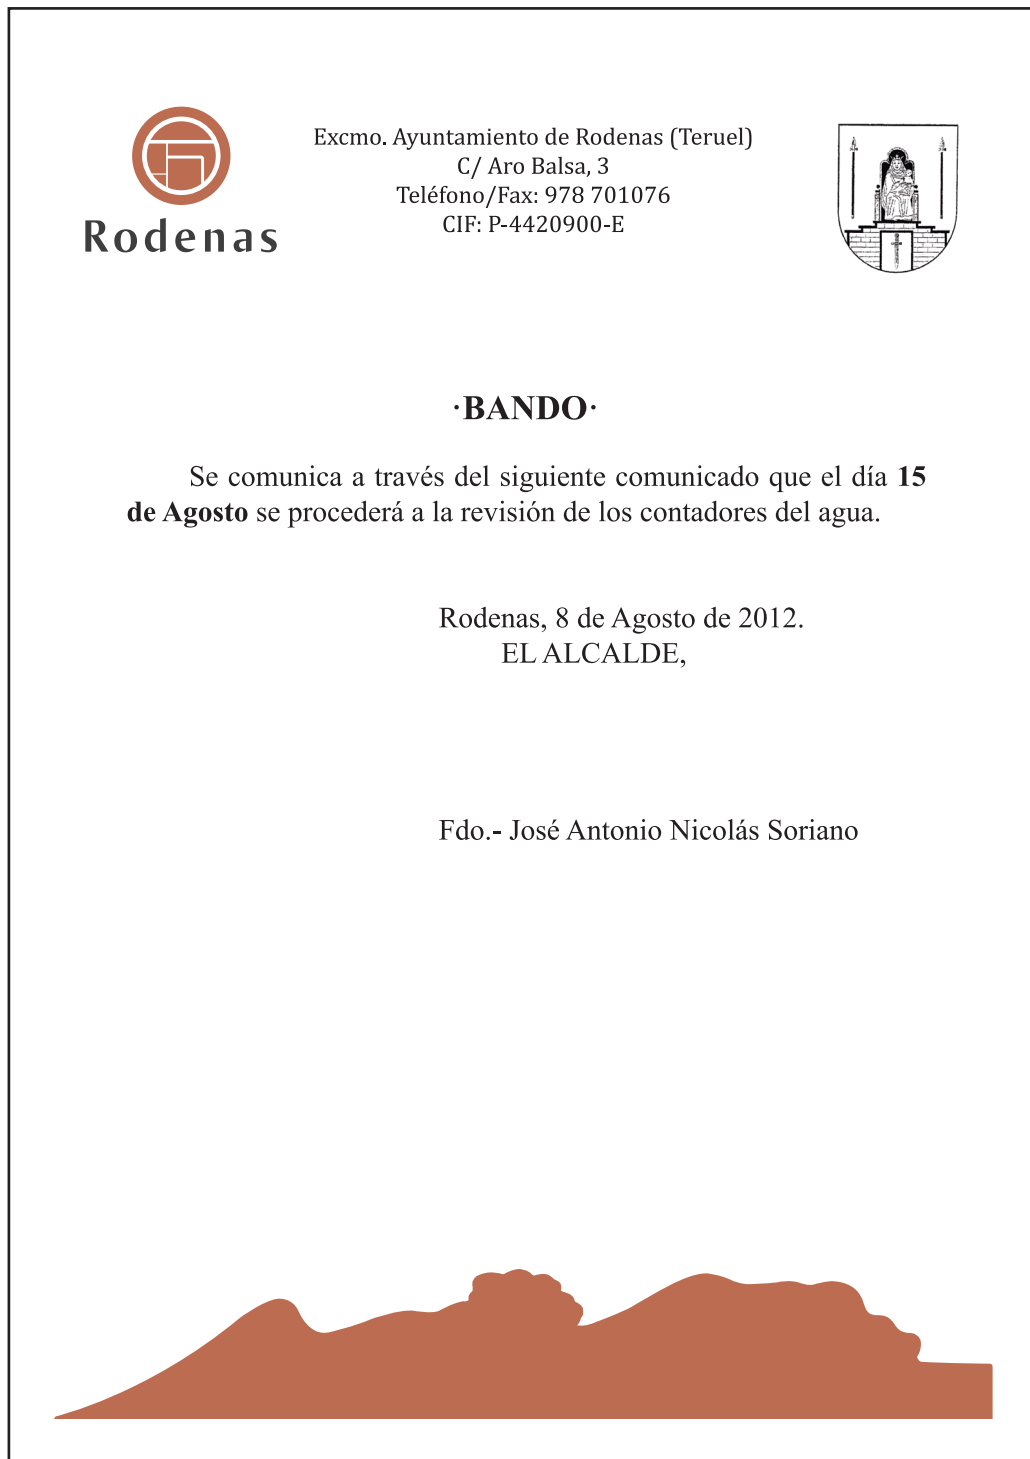 Rodenas
Excmo. Ayuntamiento de Rodenas (Teruel)
C/ Aro Balsa, 3
Teléfono/Fax: 978 701076
CIF: P-4420900-E
·BANDO·
Se comunica a través del siguiente comunicado que el día 15
de Agosto se procederá a la revisión de los contadores del agua.
Rodenas, 8 de Agosto de 2012.
EL ALCALDE,
Fdo.- José Antonio Nicolás Soriano